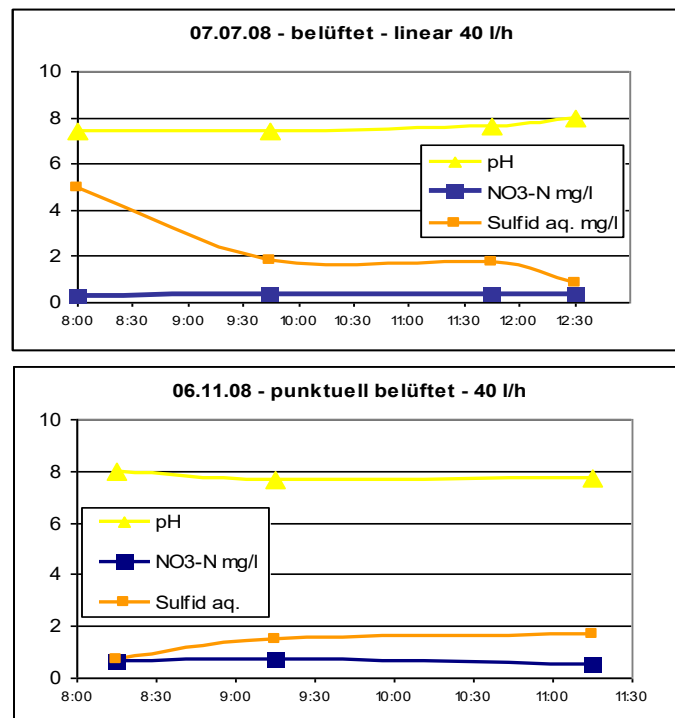 07.07.08 - belüftet - linear 40 l/h
10
8
6
4
2
0
pH
NO3-N mg/l
Sulfid aq. mg/l
8:00 8:30 9:00 9:30 10:00 10:30 11:00 11:30 12:00 12:30
06.11.08 - punktuell belüftet - 40 l/h
10
8
6
4
2
0
pH
NO3-N mg/l
Sulfid aq.
8:00 8:30 9:00 9:30 10:00 10:30 11:00 11:30